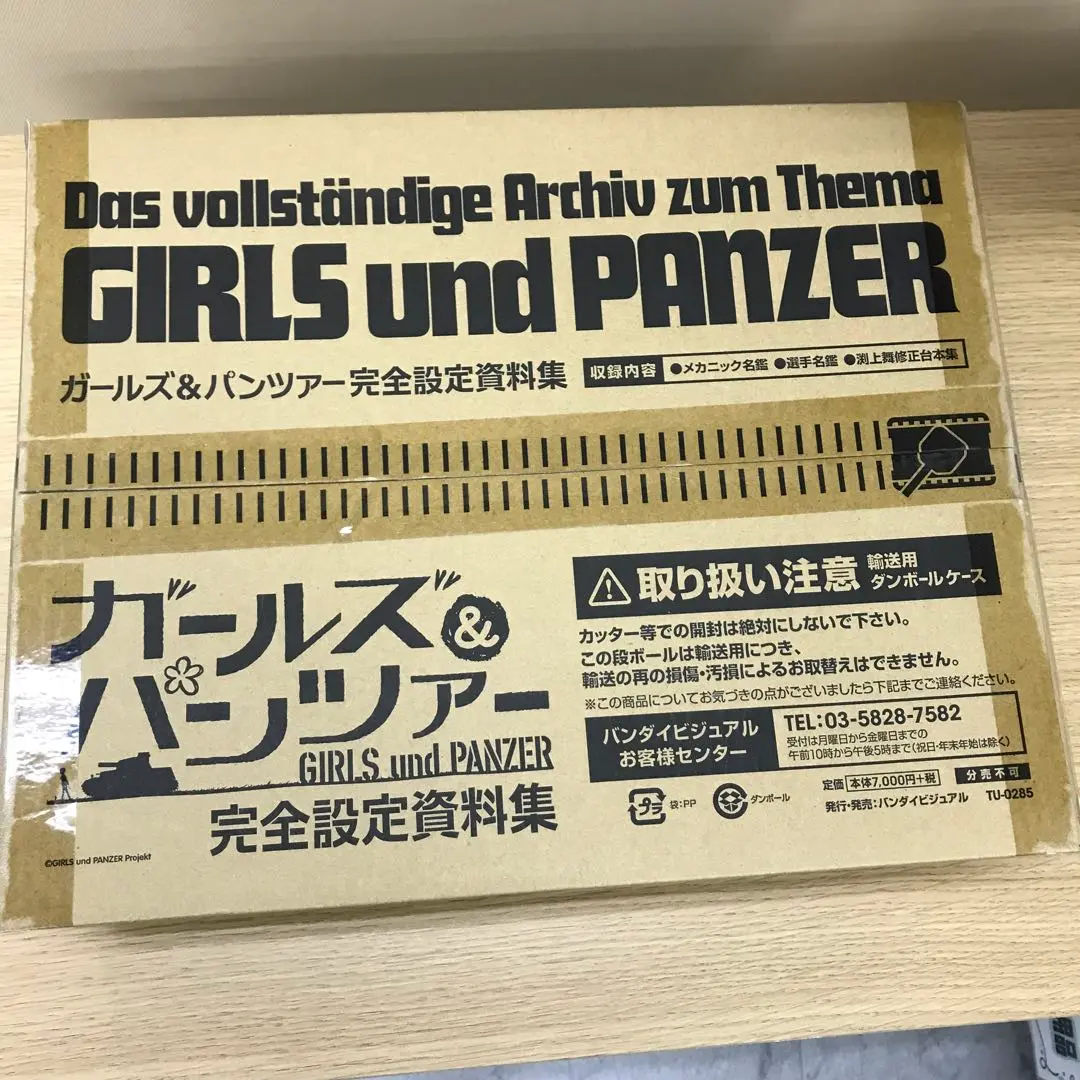 Das vollständige Archiv zum Thema
GIRLS und PANZER
ガールズ&パンツァー完全設定資料集
収録内容 ●メカニック名鑑 ●選手名鑑 ●渕上舞修正台本集
ガールズ
&
パンツァー
GIRLS und PANZER
完全設定資料集
©GIRLS und PANZER Projekt
取り扱い注意 輸送用
ダンボールケース
カッター等での開封は絶対にしないで下さい。
この段ボールは輸送用につき、
輸送の再の損傷・汚損によるお取替えはできません。
※この商品についてお気づきの点がございましたら下記までご連絡ください。
バンダイビジュアル
お客様センター
TEL:03-5828-7582
受付は月曜日から金曜日までの
午前10時から午後5時まで(祝日・年末年始は除く)
定価 本体7,000円+税 分売不可
プラ 袋:PP ダンボール
発行・発売:バンダイビジュアル TU-0285